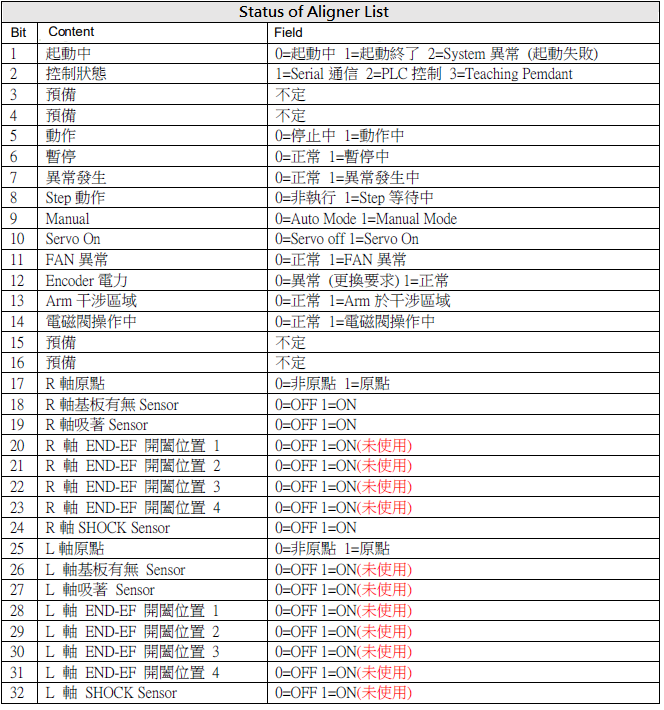 Status of Aligner List
Bit Content Field
1 起動中 0=起動中 1=起動終了 2=System 異常 (起動失敗)
2 控制狀態 1=Serial 通信 2=PLC 控制 3=Teaching Pemdant
3 預備 不定
4 預備 不定
5 動作 0=停止中 1=動作中
6 暫停 0=正常 1=暫停中
7 異常發生 0=正常 1=異常發生中
8 Step 動作 0=非執行 1=Step 等待中
9 Manual 0=Auto Mode 1=Manual Mode
10 Servo On 0=Servo off 1=Servo On
11 FAN 異常 0=正常 1=FAN 異常
12 Encoder 電力 0=異常 (更換要求) 1=正常
13 Arm 干涉區域 0=正常 1=Arm 於干涉區域
14 電磁閥操作中 0=正常 1=電磁閥操作中
15 預備 不定
16 預備 不定
17 R 軸原點 0=非原點 1=原點
18 R 軸基板有無 Sensor 0=OFF 1=ON
19 R 軸吸著 Sensor 0=OFF 1=ON
20 R 軸 END-EF 開闔位置 1 0=OFF 1=ON(未使用)
21 R 軸 END-EF 開闔位置 2 0=OFF 1=ON(未使用)
22 R 軸 END-EF 開闔位置 3 0=OFF 1=ON(未使用)
23 R 軸 END-EF 開闔位置 4 0=OFF 1=ON(未使用)
24 R 軸 SHOCK Sensor 0=OFF 1=ON
25 L 軸原點 0=非原點 1=原點
26 L 軸基板有無 Sensor 0=OFF 1=ON(未使用)
27 L 軸吸著 Sensor 0=OFF 1=ON(未使用)
28 L 軸 END-EF 開闔位置 1 0=OFF 1=ON(未使用)
29 L 軸 END-EF 開闔位置 2 0=OFF 1=ON(未使用)
30 L 軸 END-EF 開闔位置 3 0=OFF 1=ON(未使用)
31 L 軸 END-EF 開闔位置 4 0=OFF 1=ON(未使用)
32 L 軸 SHOCK Sensor 0=OFF 1=ON(未使用)